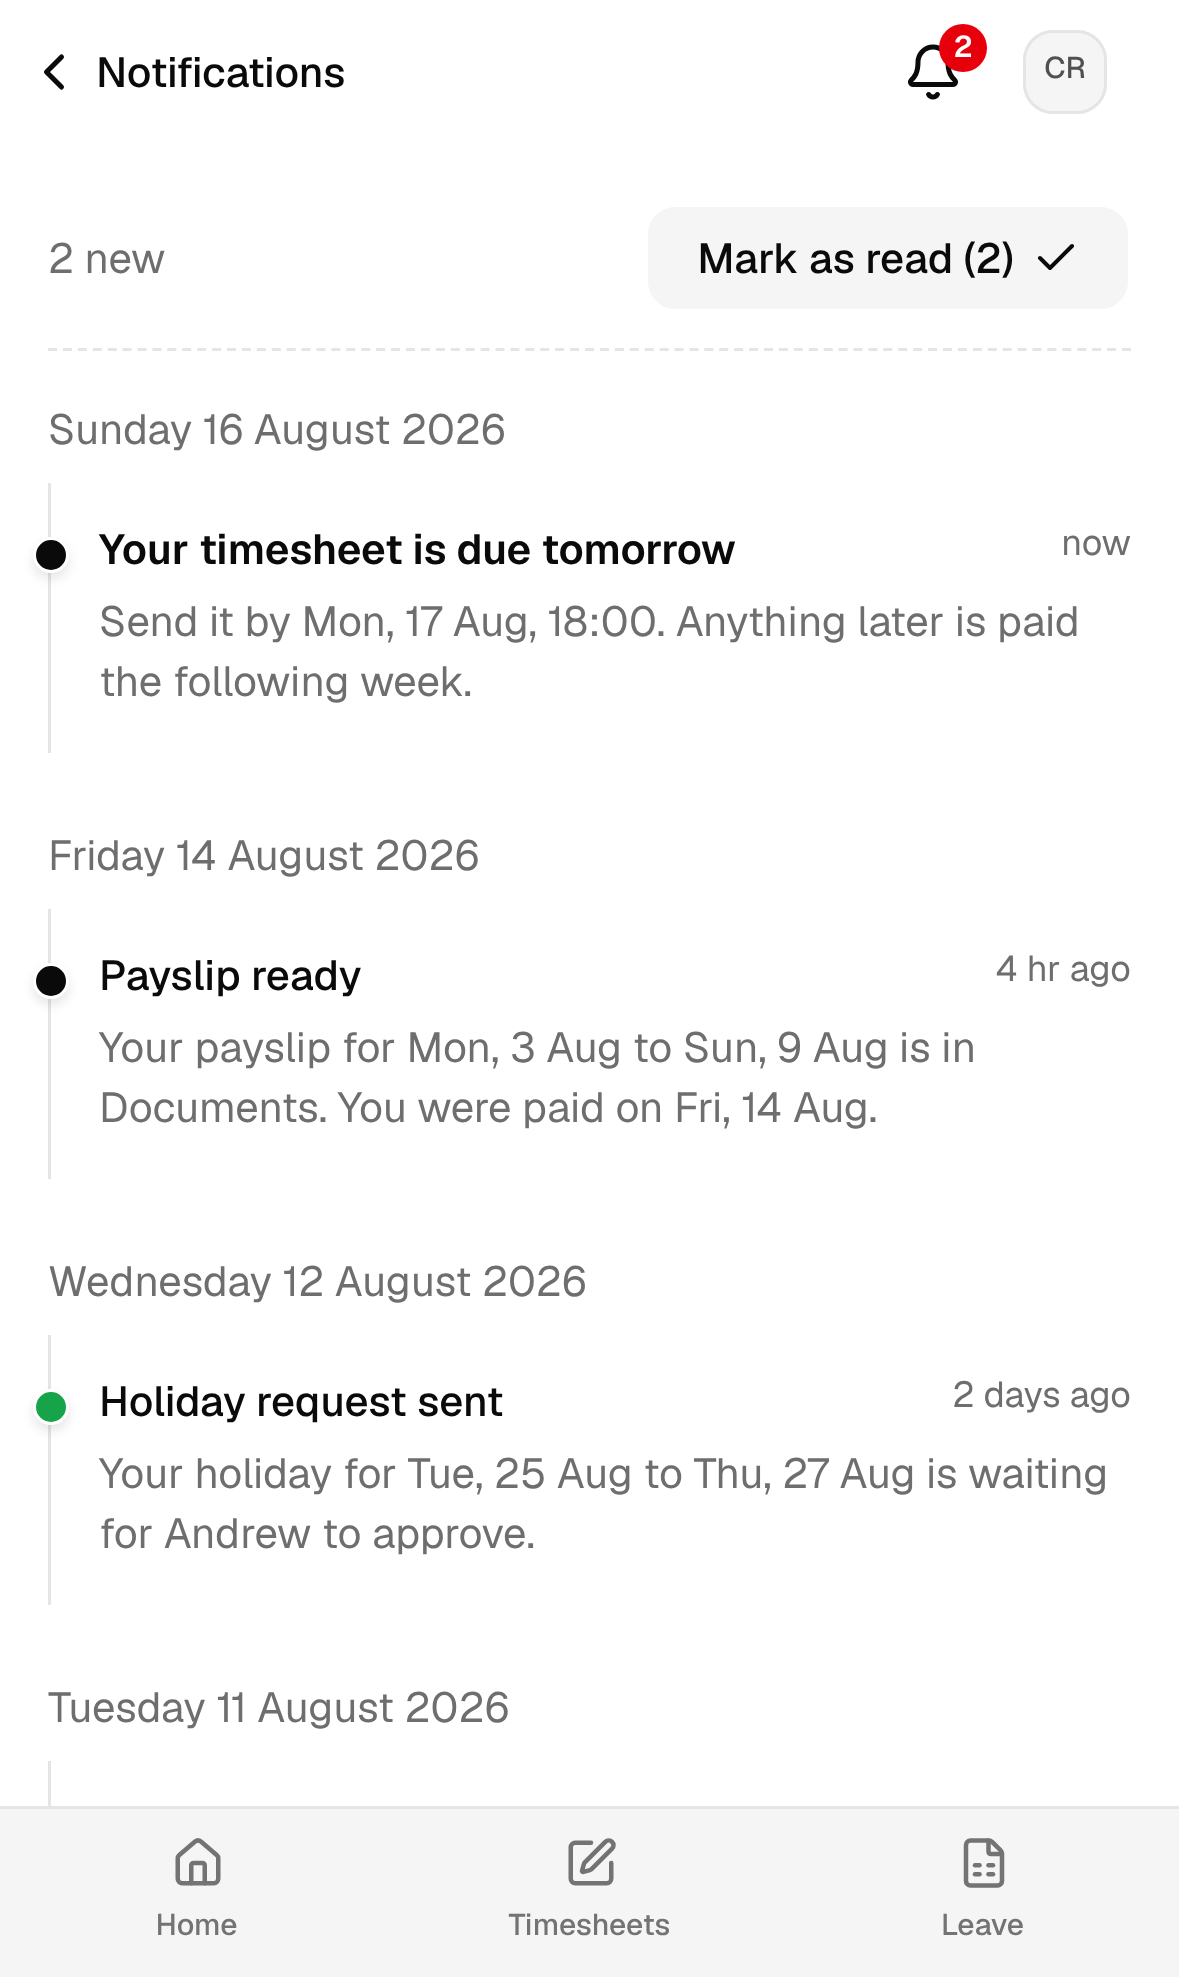 Notifications
2
CR
2 new
Mark as read (2)
Sunday 16 August 2026
Your timesheet is due tomorrow
now
Send it by Mon, 17 Aug, 18:00. Anything later is paid
the following week.
Friday 14 August 2026
Payslip ready
4 hr ago
Your payslip for Mon, 3 Aug to Sun, 9 Aug is in
Documents. You were paid on Fri, 14 Aug.
Wednesday 12 August 2026
Holiday request sent
2 days ago
Your holiday for Tue, 25 Aug to Thu, 27 Aug is waiting
for Andrew to approve.
Tuesday 11 August 2026
Home
Timesheets
Leave